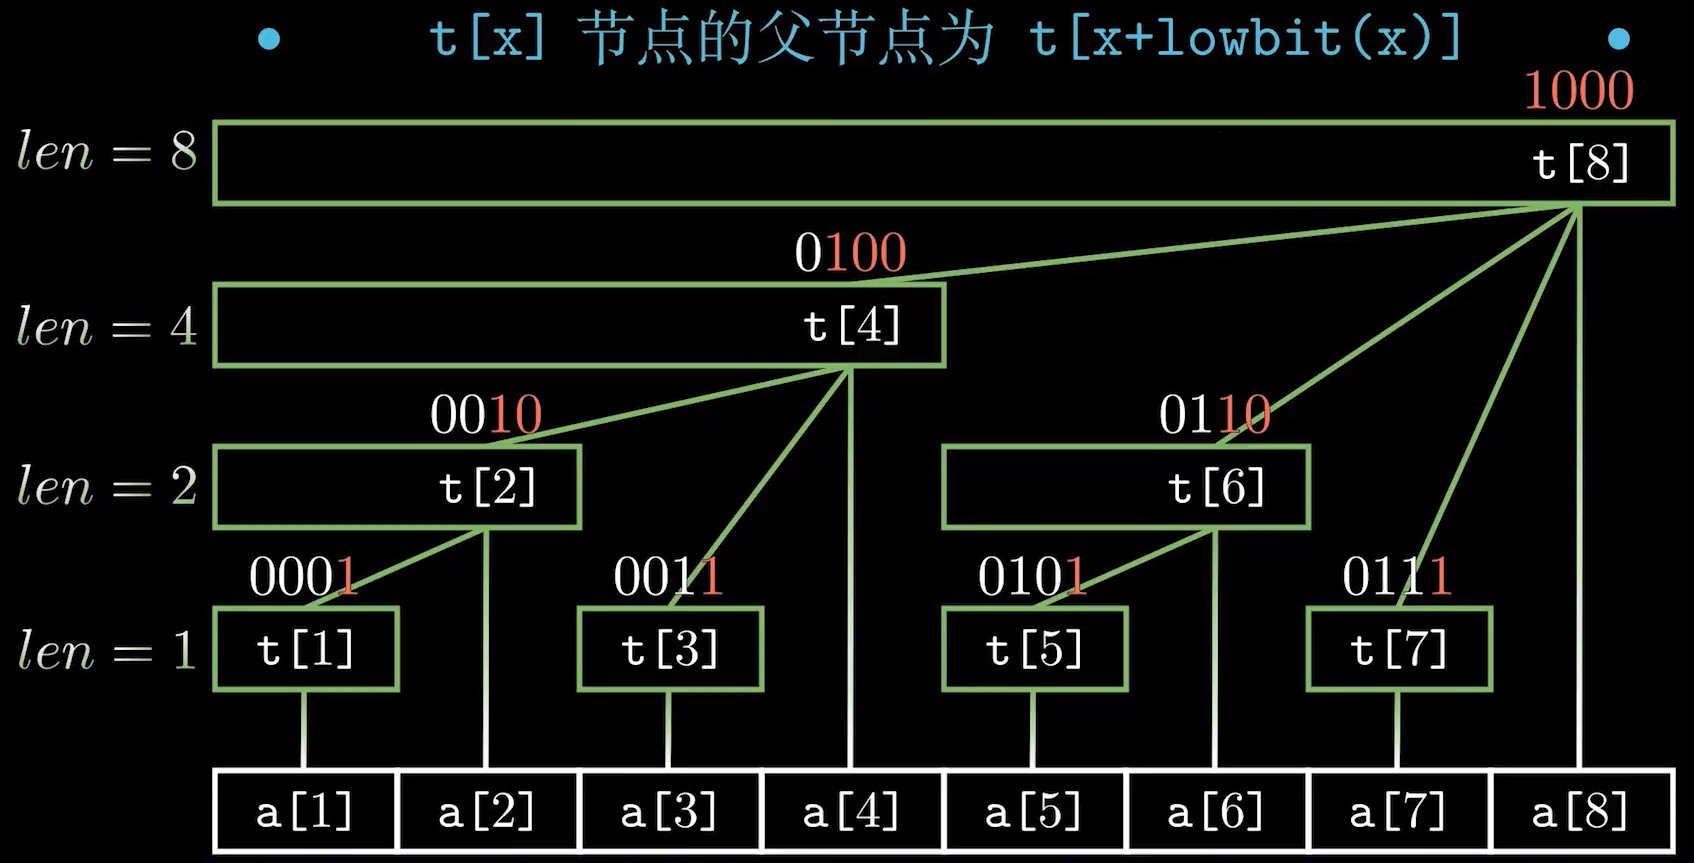 • t[x] 节点的父节点为 t[x+lowbit(x)] •
1000
len = 8 t[8]
0100
len = 4 t[4]
0010 0110
len = 2 t[2] t[6]
0001 0011 0101 0111
len = 1 t[1] t[3] t[5] t[7]
a[1] a[2] a[3] a[4] a[5] a[6] a[7] a[8]